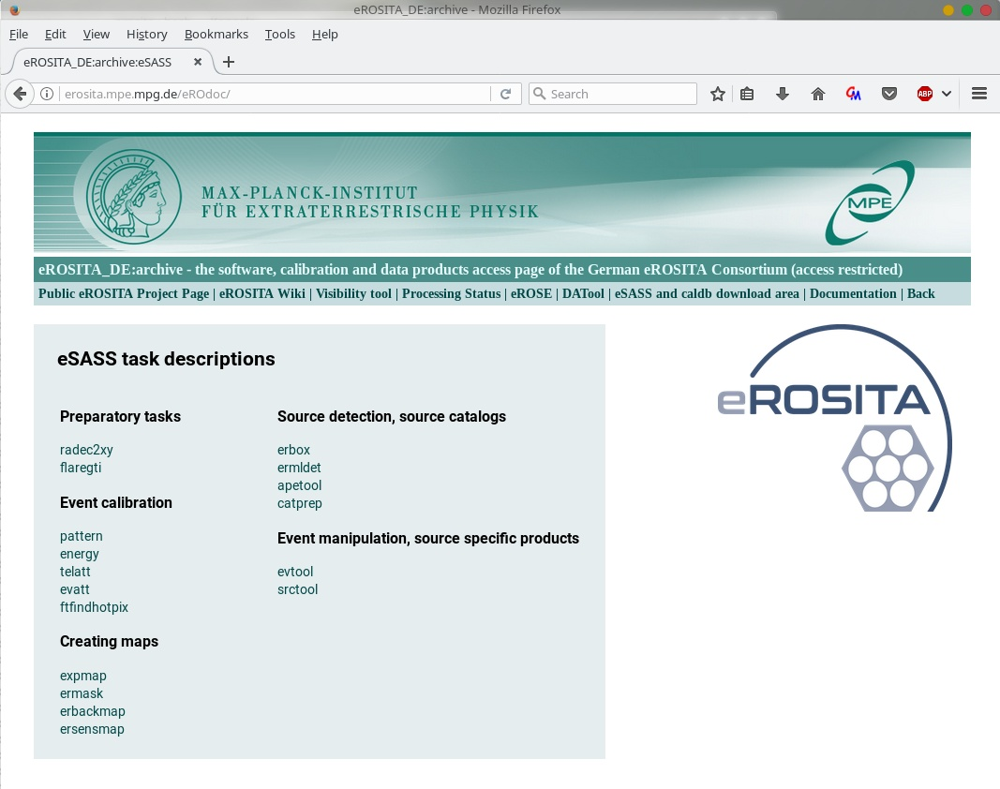 eROSITA_DE:archive - Mozilla Firefox
File Edit View History Bookmarks Tools Help
eROSITA_DE:archive:eSASS
erosita.mpe.mpg.de/eROdoc/
Search
ABP
MAX-PLANCK-INSTITUT
FÜR EXTRATERRESTRISCHE PHYSIK
MPE
eROSITA_DE:archive - the software, calibration and data products access page of the German eROSITA Consortium (access restricted)
Public eROSITA Project Page | eROSITA Wiki | Visibility tool | Processing Status | eROSE | DATool | eSASS and caldb download area | Documentation | Back
eSASS task descriptions
Preparatory tasks
radec2xy
flaregti
Event calibration
pattern
energy
telatt
evatt
ftfindhotpix
Creating maps
expmap
ermask
erbackmap
ersensmap
Source detection, source catalogs
erbox
ermldet
apetool
catprep
Event manipulation, source specific products
evtool
srctool
eROSITA